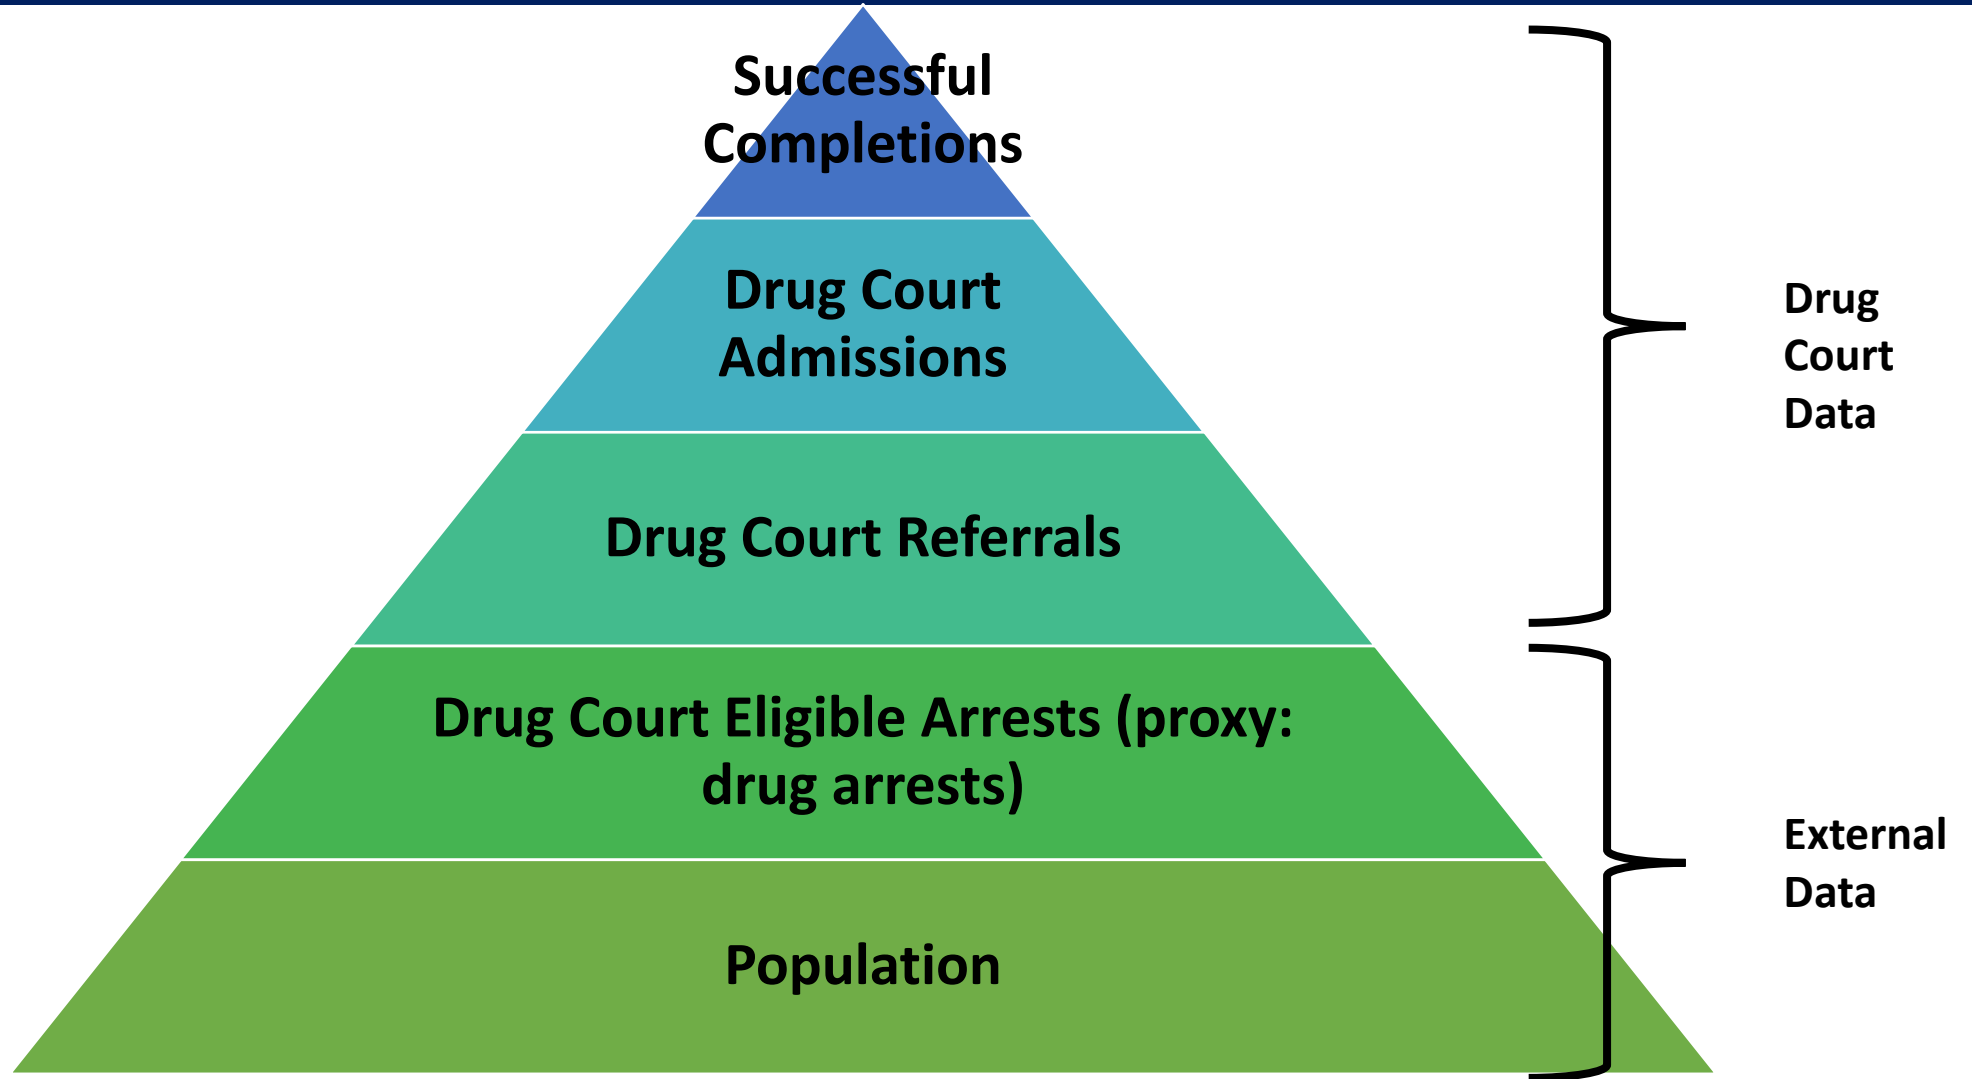 Successful
Completions
Drug Court
Admissions
Drug Court Referrals
Drug Court Eligible Arrests (proxy:
drug arrests)
Population
Drug
Court
Data
External
Data